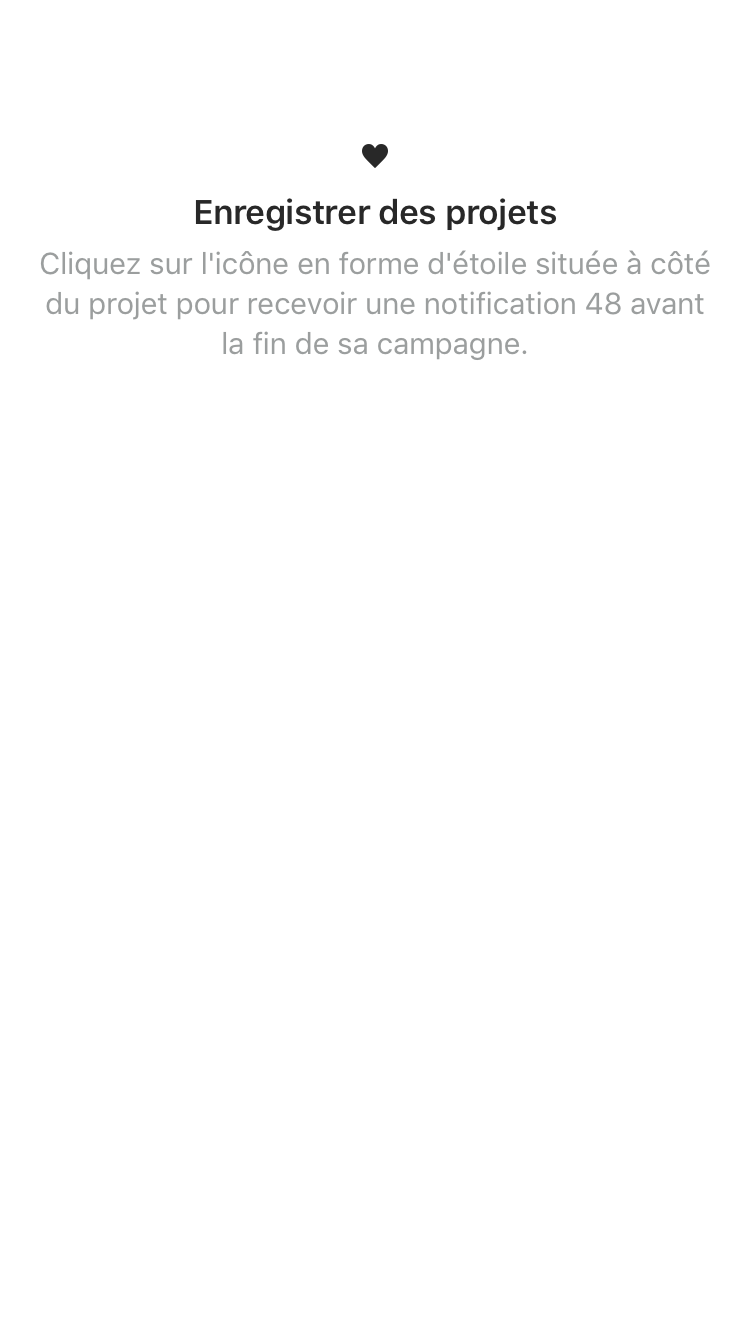 Enregistrer des projets
Cliquez sur l'icône en forme d'étoile située à côté
du projet pour recevoir une notification 48 avant
la fin de sa campagne.